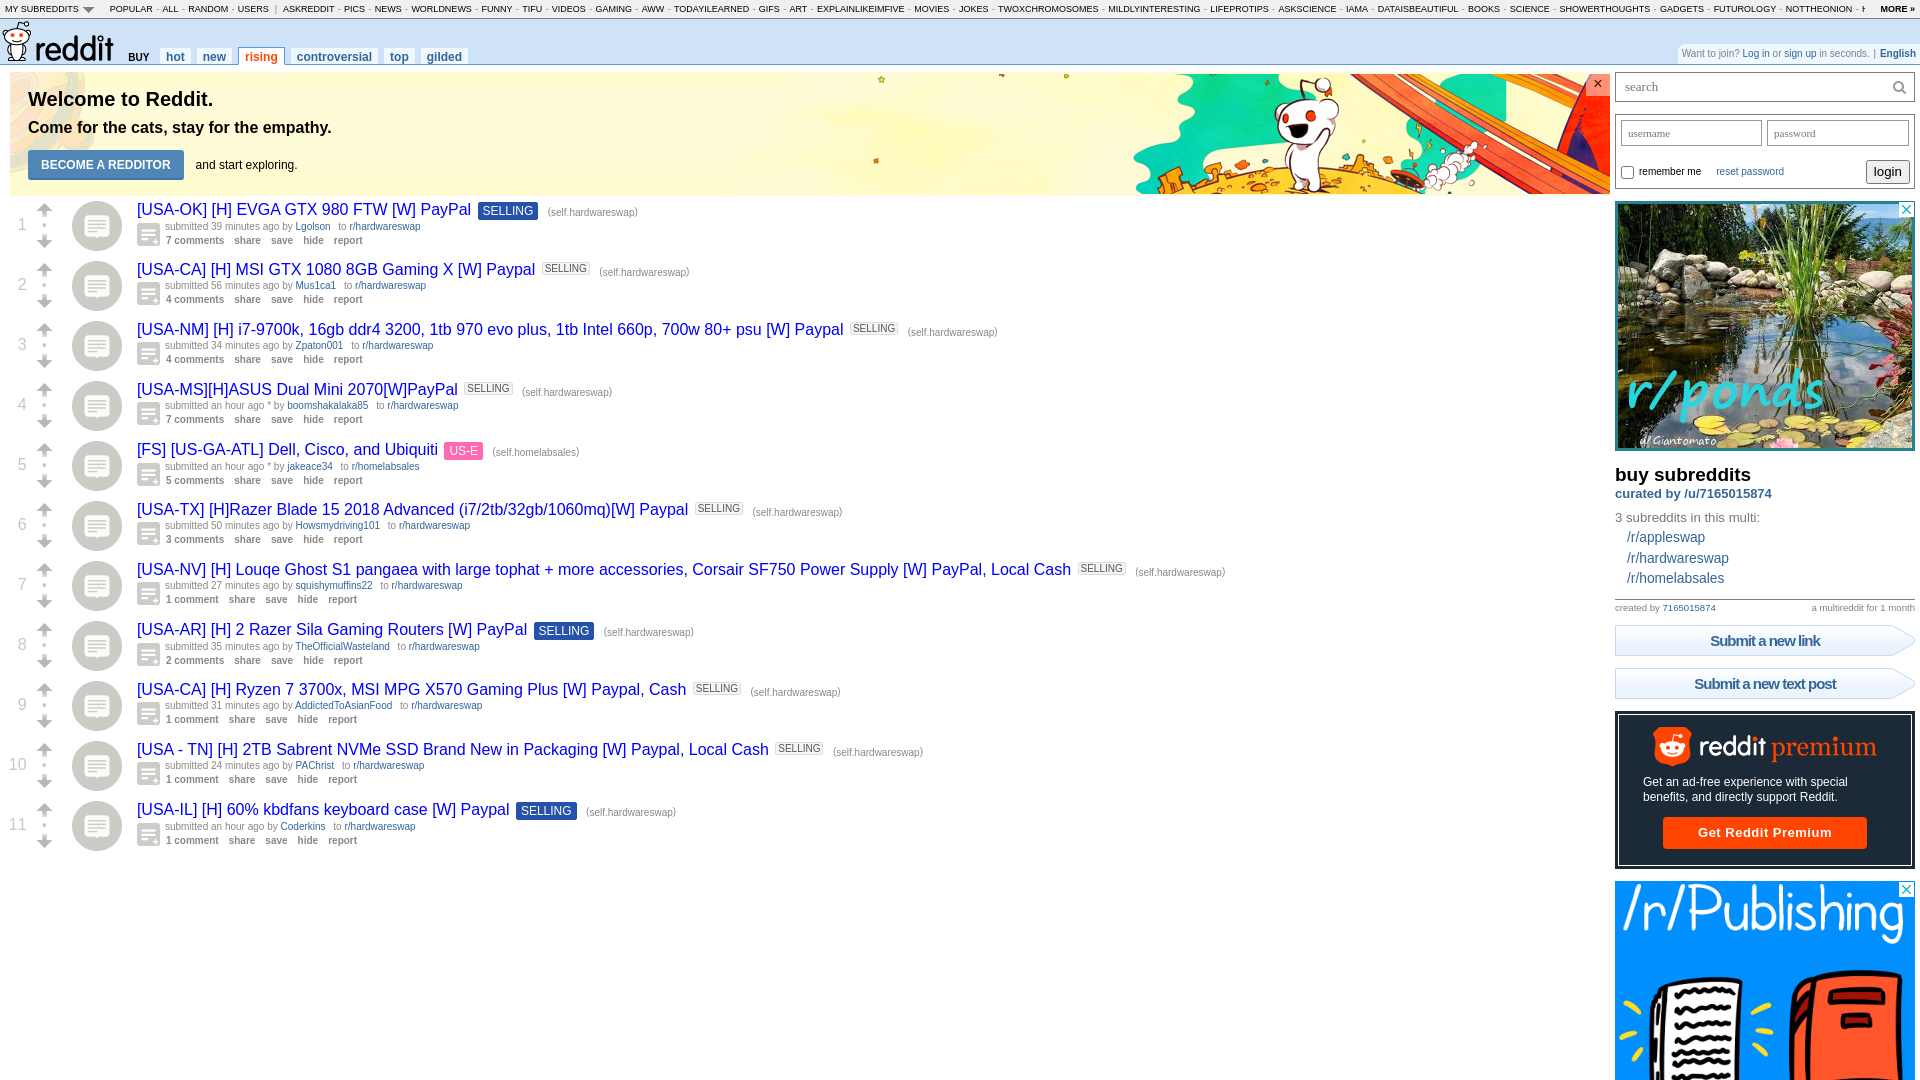 MY SUBREDDITS POPULAR - ALL - RANDOM - USERS | ASKREDDIT - PICS - NEWS - WORLDNEWS - FUNNY - TIFU - VIDEOS - GAMING - AWW - TODAYILEARNED - GIFS - ART - EXPLAINLIKEIMFIVE - MOVIES - JOKES - TWOXCHROMOSOMES - MILDLYINTERESTING - LIFEPROTIPS - ASKSCIENCE - IAMA - DATAISBEAUTIFUL - BOOKS - SCIENCE - SHOWERTHOUGHTS - GADGETS - FUTUROLOGY - NOTTHEONION - MORE »
reddit BUY hot new rising controversial top gilded
Want to join? Log in or sign up in seconds. | English
Welcome to Reddit.
Come for the cats, stay for the empathy.
BECOME A REDDITOR and start exploring.
×
1
[USA-OK] [H] EVGA GTX 980 FTW [W] PayPal SELLING (self.hardwareswap)
submitted 39 minutes ago by Lgolson to r/hardwareswap
7 comments share save hide report
2
[USA-CA] [H] MSI GTX 1080 8GB Gaming X [W] Paypal SELLING (self.hardwareswap)
submitted 56 minutes ago by Mus1ca1 to r/hardwareswap
4 comments share save hide report
3
[USA-NM] [H] i7-9700k, 16gb ddr4 3200, 1tb 970 evo plus, 1tb Intel 660p, 700w 80+ psu [W] Paypal SELLING (self.hardwareswap)
submitted 34 minutes ago by Zpaton001 to r/hardwareswap
4 comments share save hide report
4
[USA-MS][H]ASUS Dual Mini 2070[W]PayPal SELLING (self.hardwareswap)
submitted an hour ago * by boomshakalaka85 to r/hardwareswap
7 comments share save hide report
5
[FS] [US-GA-ATL] Dell, Cisco, and Ubiquiti US-E (self.homelabsales)
submitted an hour ago * by jakeace34 to r/homelabsales
5 comments share save hide report
6
[USA-TX] [H]Razer Blade 15 2018 Advanced (i7/2tb/32gb/1060mq)[W] Paypal SELLING (self.hardwareswap)
submitted 50 minutes ago by Howsmydriving101 to r/hardwareswap
3 comments share save hide report
7
[USA-NV] [H] Louqe Ghost S1 pangaea with large tophat + more accessories, Corsair SF750 Power Supply [W] PayPal, Local Cash SELLING (self.hardwareswap)
submitted 27 minutes ago by squishymuffins22 to r/hardwareswap
1 comment share save hide report
8
[USA-AR] [H] 2 Razer Sila Gaming Routers [W] PayPal SELLING (self.hardwareswap)
submitted 35 minutes ago by TheOfficialWasteland to r/hardwareswap
2 comments share save hide report
9
[USA-CA] [H] Ryzen 7 3700x, MSI MPG X570 Gaming Plus [W] Paypal, Cash SELLING (self.hardwareswap)
submitted 31 minutes ago by AddictedToAsianFood to r/hardwareswap
1 comment share save hide report
10
[USA - TN] [H] 2TB Sabrent NVMe SSD Brand New in Packaging [W] Paypal, Local Cash SELLING (self.hardwareswap)
submitted 24 minutes ago by PAChrist to r/hardwareswap
1 comment share save hide report
11
[USA-IL] [H] 60% kbdfans keyboard case [W] Paypal SELLING (self.hardwareswap)
submitted an hour ago by Coderkins to r/hardwareswap
1 comment share save hide report
search
username password
remember me reset password login
r/ponds
u/Giantomato
buy subreddits
curated by /u/7165015874
3 subreddits in this multi:
/r/appleswap
/r/hardwareswap
/r/homelabsales
created by 7165015874 a multireddit for 1 month
Submit a new link
Submit a new text post
reddit premium
Get an ad-free experience with special
benefits, and directly support Reddit.
Get Reddit Premium
/r/Publishing